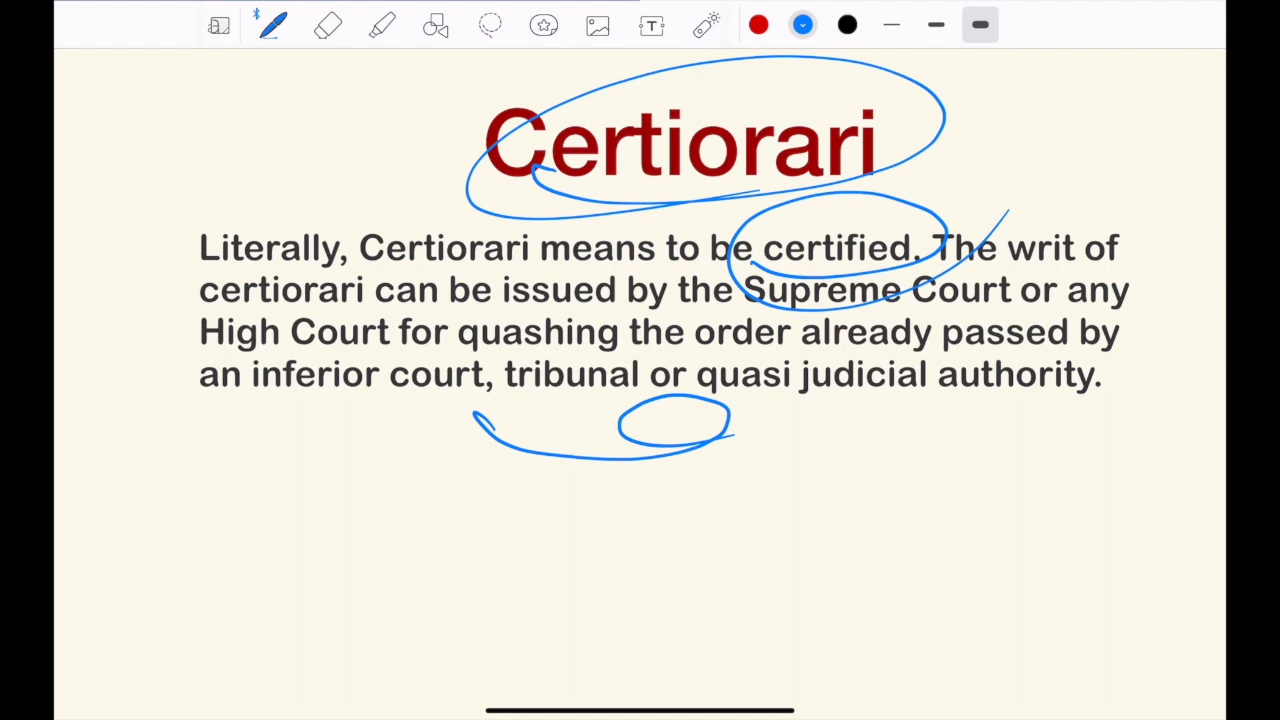 Certiorari
Literally, Certiorari means to be certified. The writ of
certiorari can be issued by the Supreme Court or any
High Court for quashing the order already passed by
an inferior court, tribunal or quasi judicial authority.